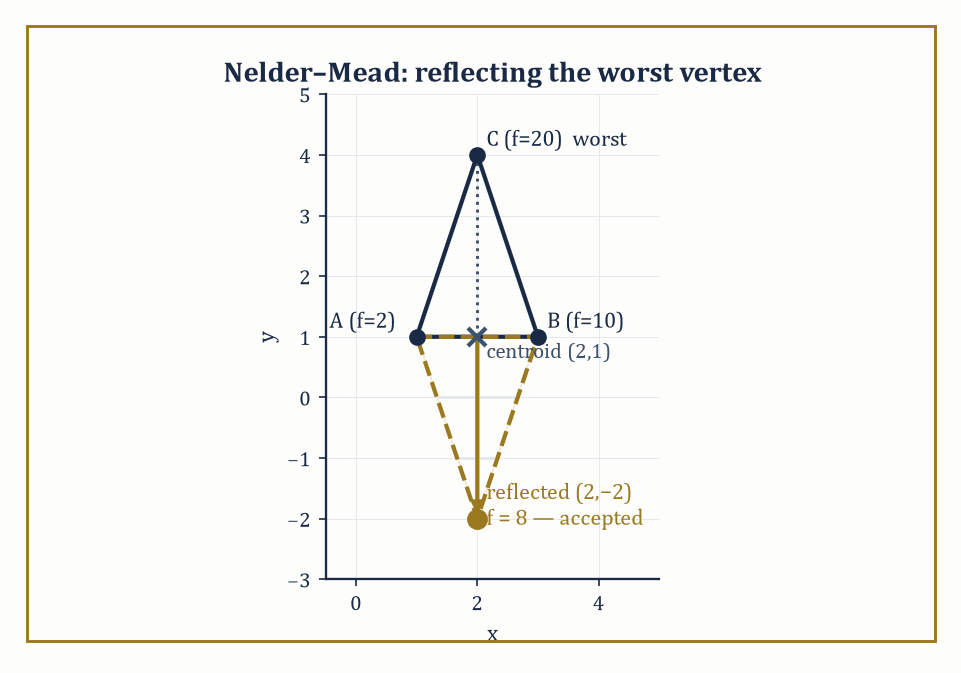 Nelder–Mead: reflecting the worst vertex
5
C (f=20)  worst
4
3
2
A (f=2)
B (f=10)
y
1
centroid (2,1)
0
−1
reflected (2,−2)
−2
f = 8 — accepted
−3
0
2
4
x